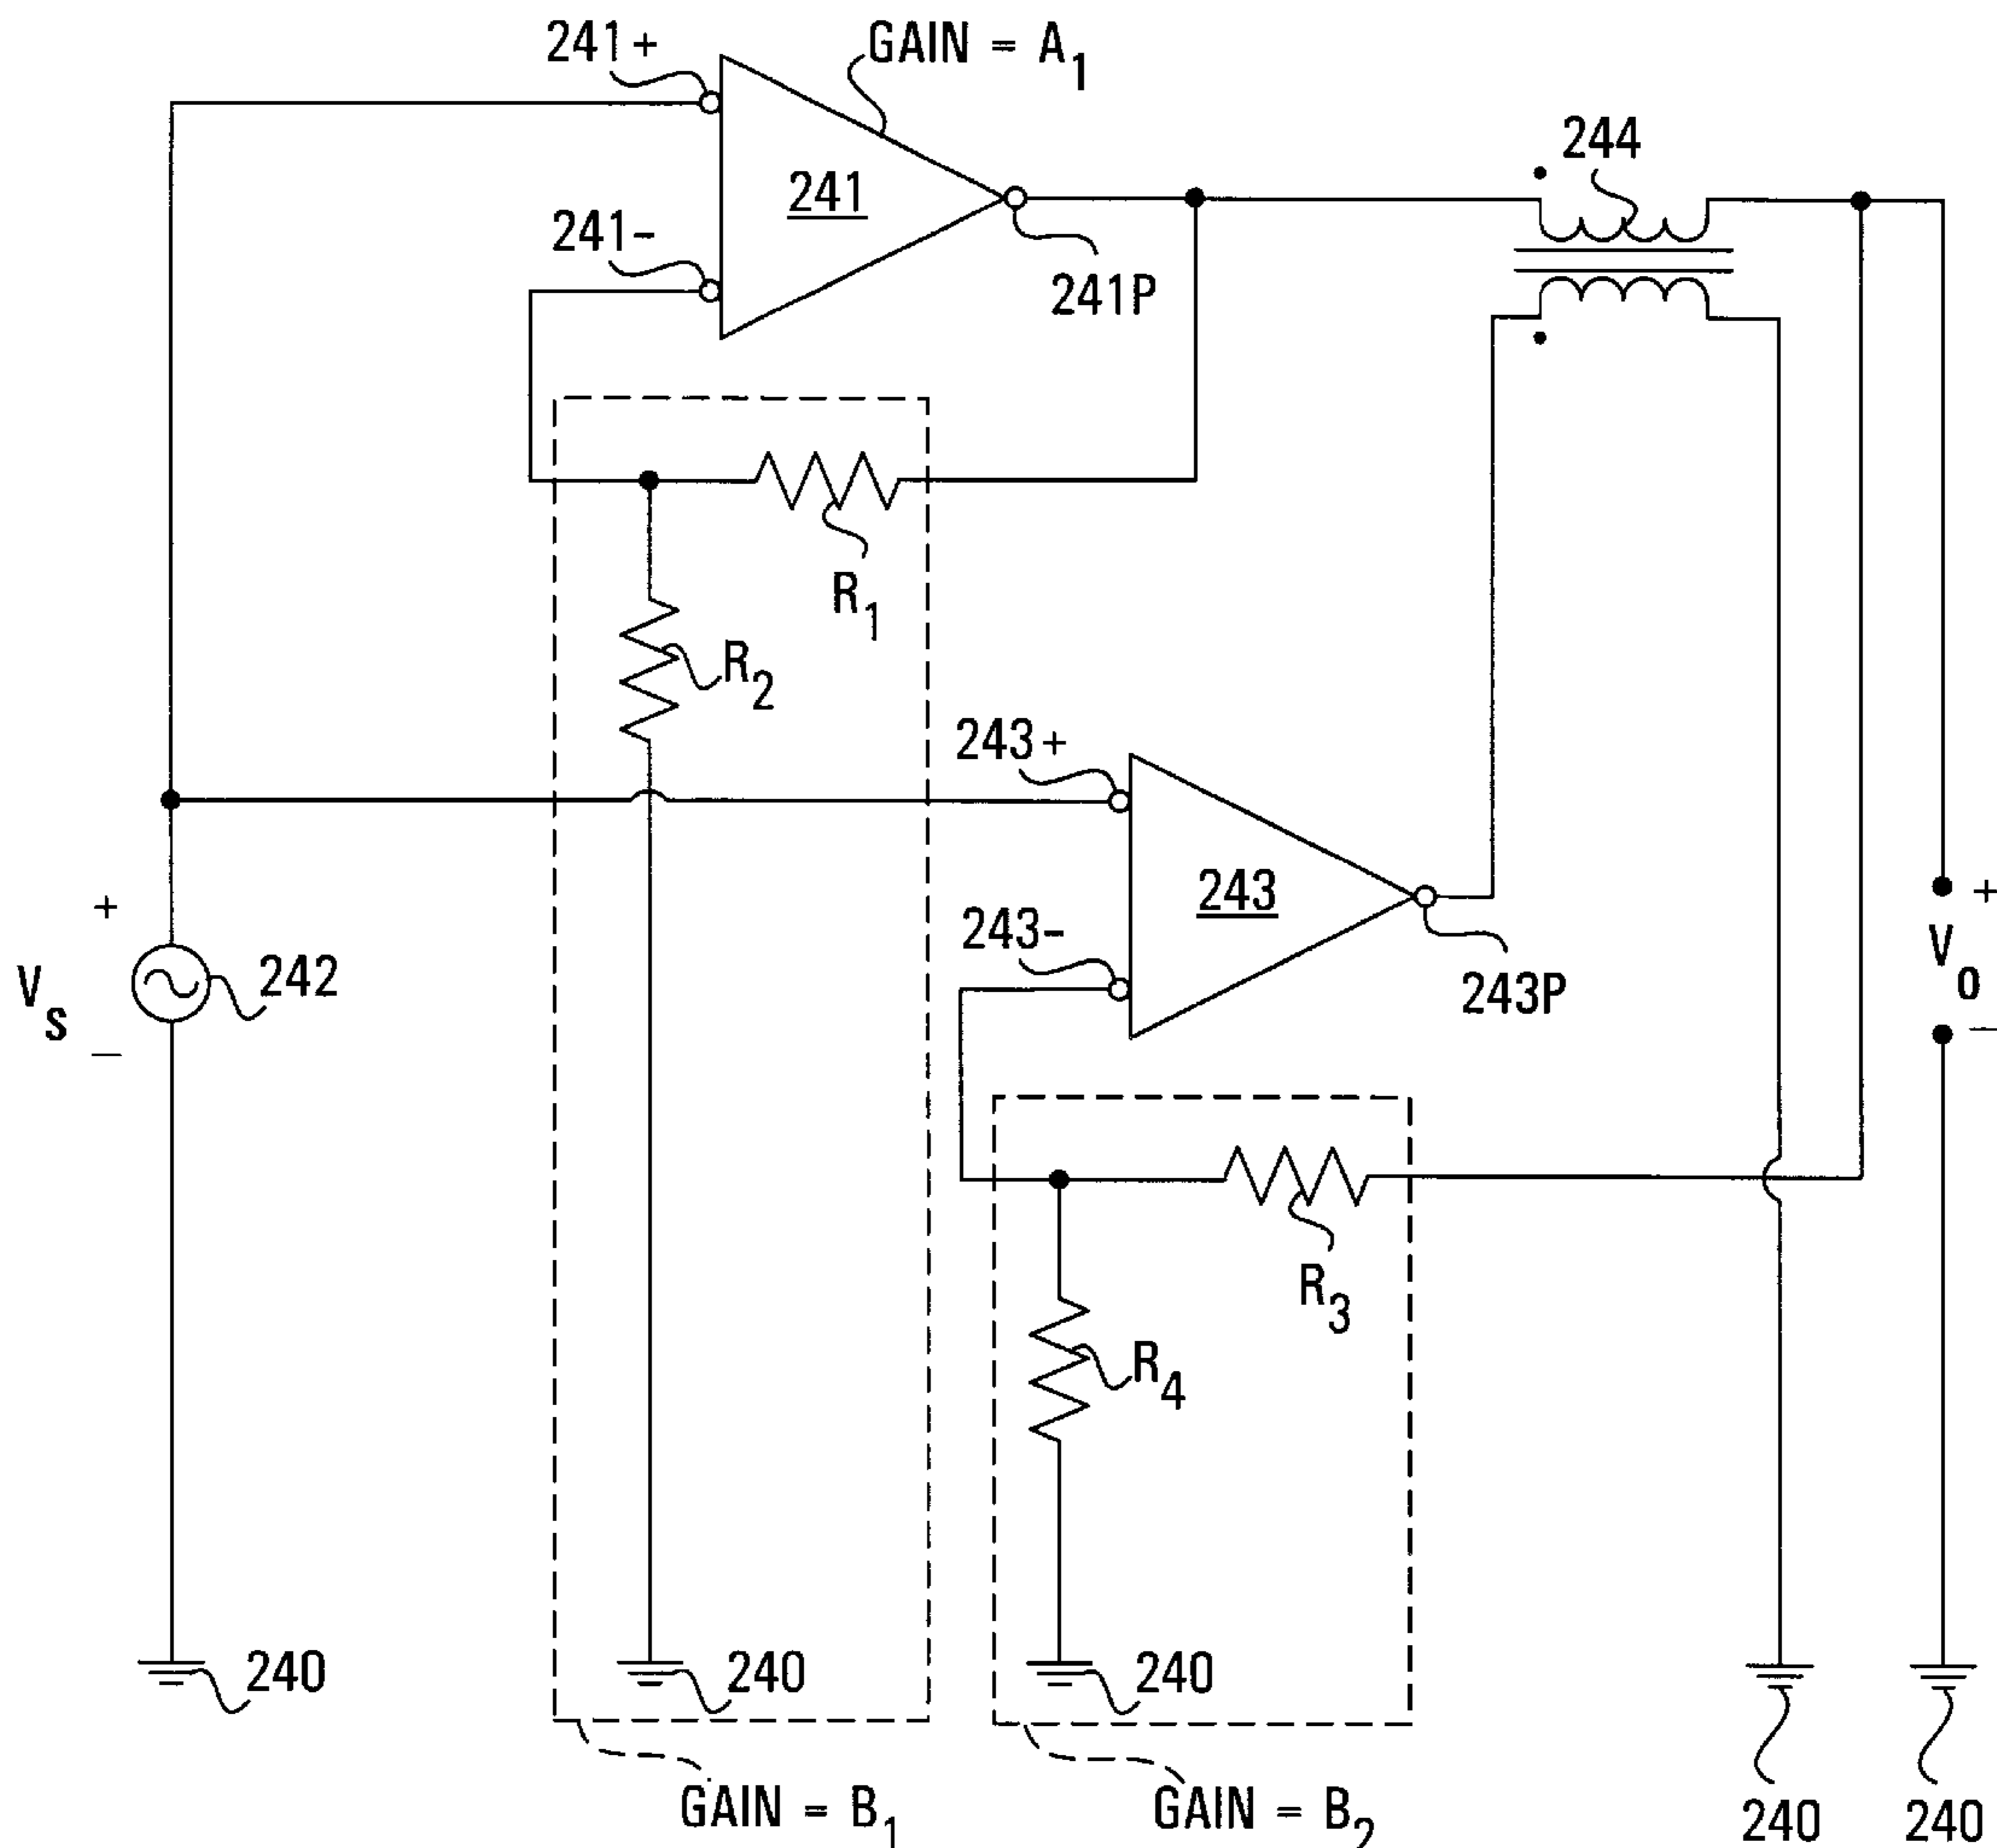 241+
GAIN = A1
244
241
241-
241P
R1
R2
243+
243
243-
243P
+
Vs
−
242
+
Vo
−
R3
R4
240
240
240
240
240
GAIN = B1
GAIN = B2